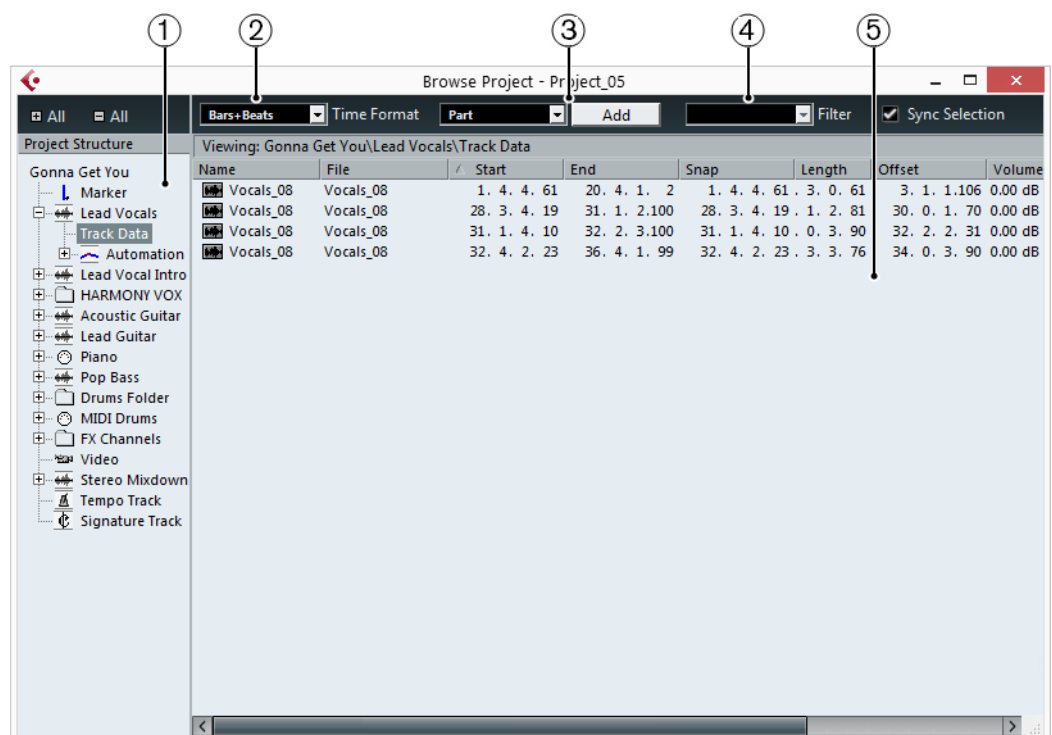 1 2 3 4 5
Browse Project - Project_05
All All Bars+Beats Time Format Part Add Filter Sync Selection
Project Structure
Viewing: Gonna Get You\Lead Vocals\Track Data
Name File Start End Snap Length Offset Volume
Vocals_08 Vocals_08 1. 4. 4. 61 20. 4. 1. 2 1. 4. 4. 61 . 3. 0. 61 3. 1. 1.106 0.00 dB
Vocals_08 Vocals_08 28. 3. 4. 19 31. 1. 2.100 28. 3. 4. 19 . 1. 2. 81 30. 0. 1. 70 0.00 dB
Vocals_08 Vocals_08 31. 1. 4. 10 32. 2. 3.100 31. 1. 4. 10 . 0. 3. 90 32. 2. 2. 31 0.00 dB
Vocals_08 Vocals_08 32. 4. 2. 23 36. 4. 1. 99 32. 4. 2. 23 . 3. 3. 76 34. 0. 3. 90 0.00 dB
Gonna Get You
Marker
Lead Vocals
Track Data
Automation
Lead Vocal Intro
HARMONY VOX
Acoustic Guitar
Lead Guitar
Piano
Pop Bass
Drums Folder
MIDI Drums
FX Channels
Video
Stereo Mixdown
Tempo Track
Signature Track